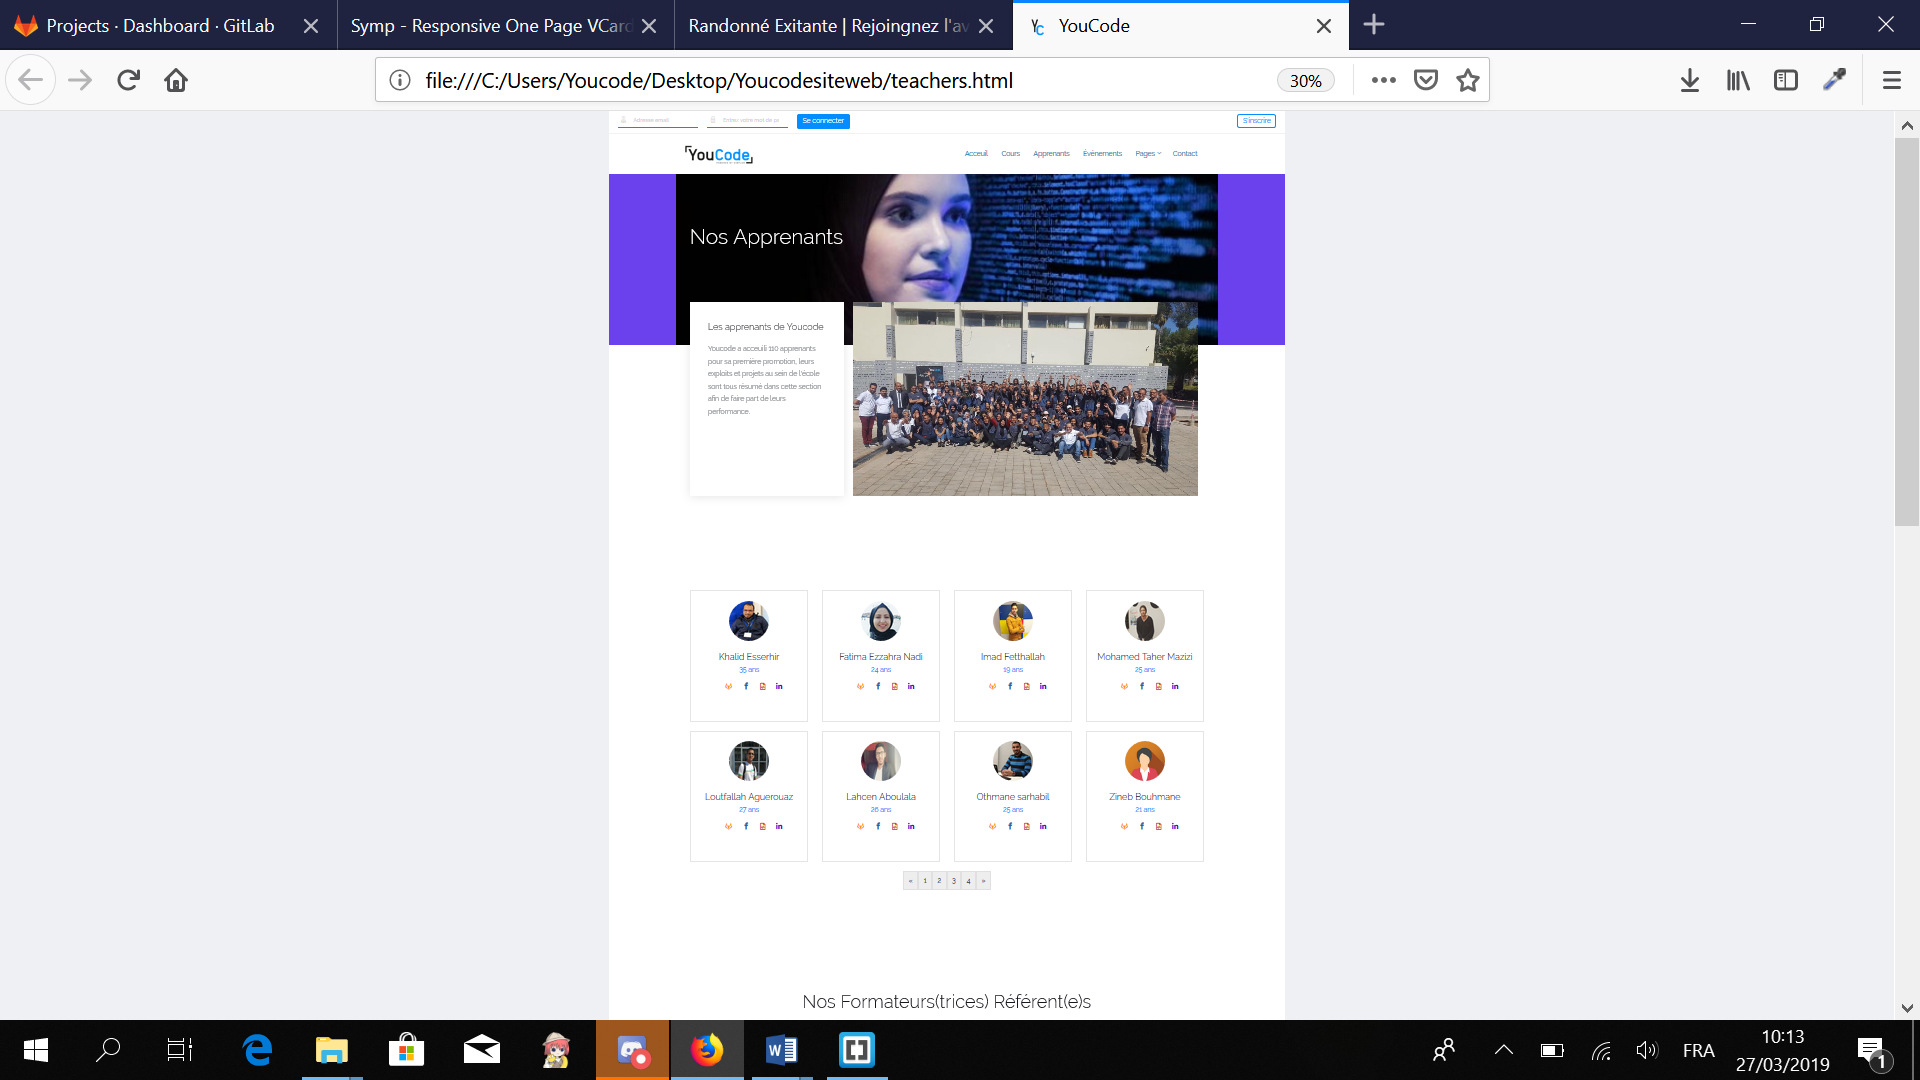 Projects · Dashboard · GitLab
Symp - Responsive One Page VCard
Randonné Exitante | Rejoingnez l'av
YouCode
file:///C:/Users/Youcode/Desktop/Youcodesiteweb/teachers.html
30%
Adresse email
Entrer votre mot de pa
Se connecter
S'inscrire
YouCode
Acceuil
Cours
Apprenants
Évènements
Pages
Contact
Nos Apprenants
Les apprenants de Youcode
Youcode a acceuili 110 apprenants
pour sa première promotion, leurs
exploits et projets au sein de l'école
sont tous résumé dans cette section
afin de faire part de leurs
performance.
Khalid Esserhir
35 ans
Fatima Ezzahra Nadi
24 ans
Imad Fetthallah
19 ans
Mohamed Taher Mazizi
25 ans
Loutfallah Aguerouaz
27 ans
Lahcen Aboulala
26 ans
Othmane sarhabil
25 ans
Zineb Bouhmane
21 ans
« 1 2 3 4 »
Nos Formateurs(trices) Référent(e)s
FRA
10:13
27/03/2019
1